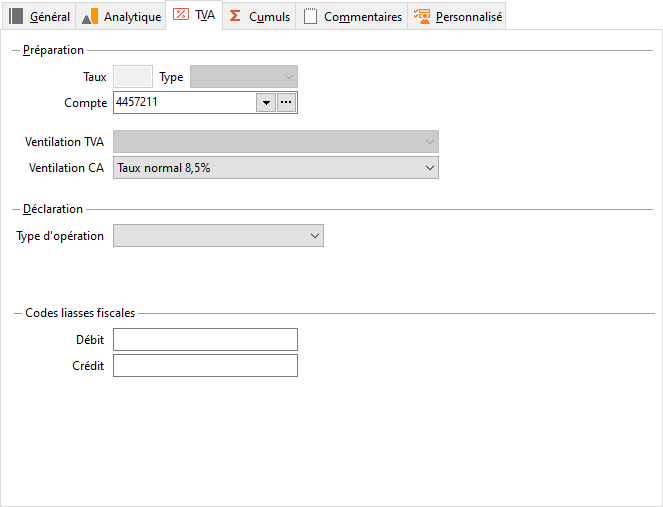 Général Analytique TVA Cumuls Commentaires Personnalisé
Préparation
Taux Type
Compte 4457211
Ventilation TVA
Ventilation CA Taux normal 8,5%
Déclaration
Type d'opération
Codes liasses fiscales
Débit
Crédit